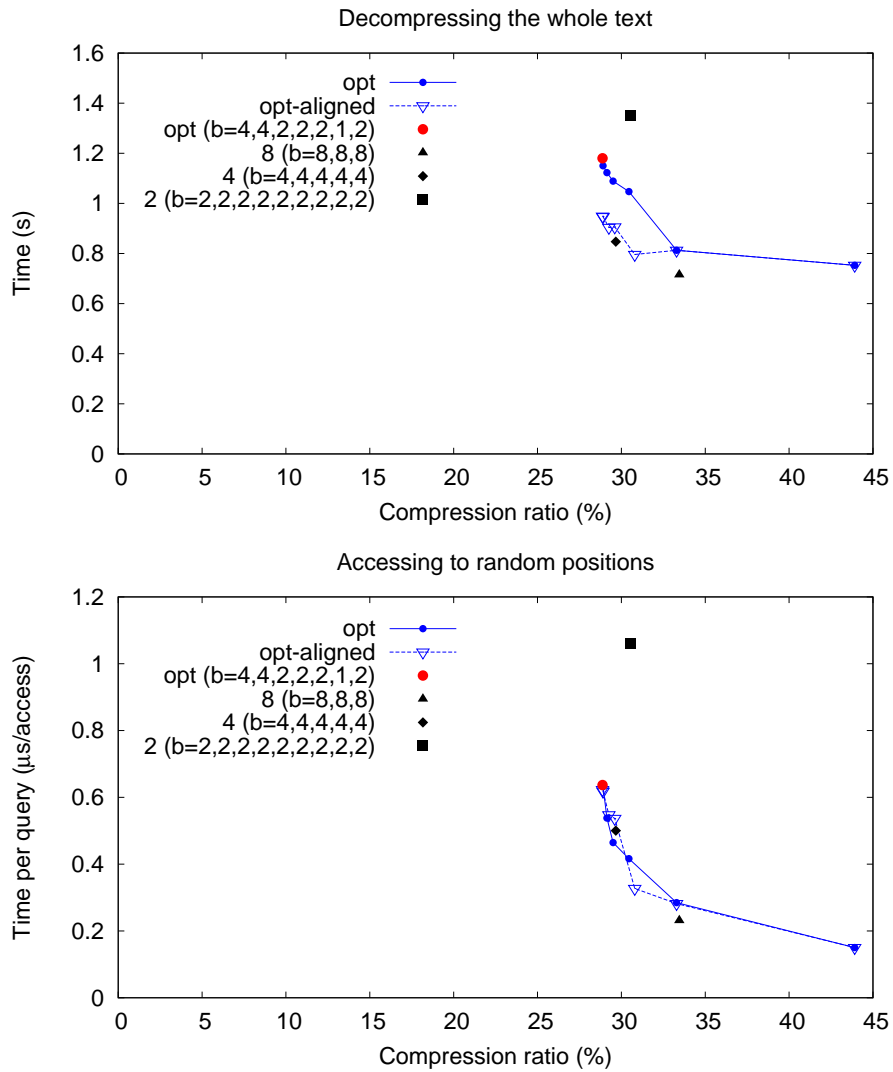 Decompressing the whole text
1.6
1.4
1.2
1
0.8
0.6
0.4
0.2
0
Time (s)
opt
opt-aligned
opt (b=4,4,2,2,2,1,2)
8 (b=8,8,8)
4 (b=4,4,4,4,4)
2 (b=2,2,2,2,2,2,2,2,2,2)
0 5 10 15 20 25 30 35 40 45
Compression ratio (%)
Accessing to random positions
1.2
1
0.8
0.6
0.4
0.2
0
Time per query (μs/access)
opt
opt-aligned
opt (b=4,4,2,2,2,1,2)
8 (b=8,8,8)
4 (b=4,4,4,4,4)
2 (b=2,2,2,2,2,2,2,2,2,2)
0 5 10 15 20 25 30 35 40 45
Compression ratio (%)